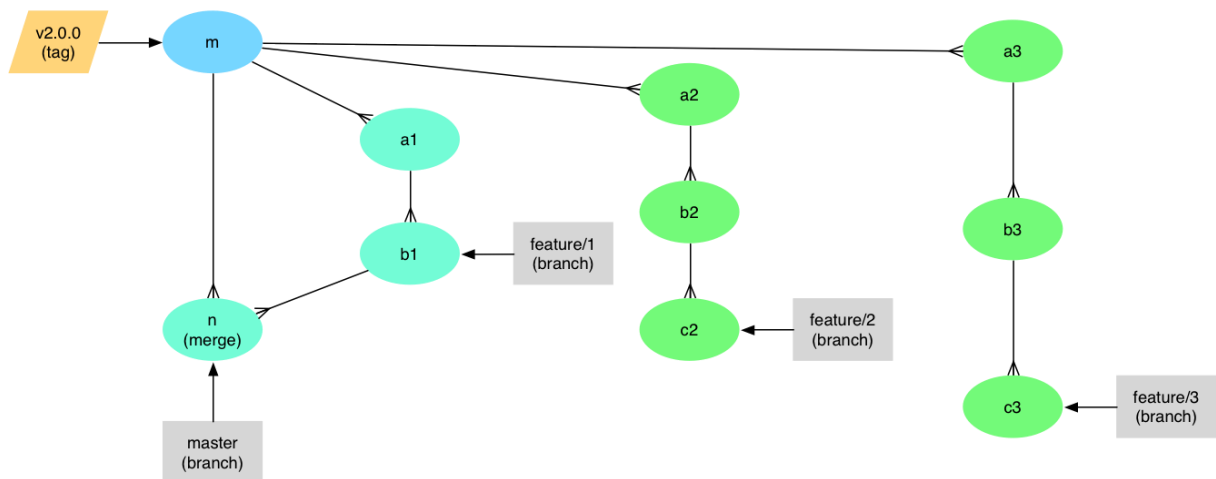 v2.0.0
(tag)
m
a3
a2
a1
b2
b3
b1
feature/1
(branch)
n
(merge)
c2
feature/2
(branch)
c3
feature/3
(branch)
master
(branch)